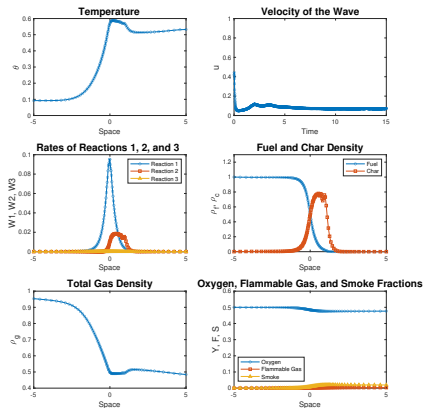 Temperature
1
0.8
0.6
θ
0.4
0.2
0
-5
0
5
Space
Velocity of the Wave
1
0.8
0.6
U
0.4
0.2
0
0
5
10
15
Time
Rates of Reactions 1, 2, and 3
0.1
0.08
0.06
W1, W2, W3
0.04
0.02
0
Reaction 1
Reaction 2
Reaction 3
-5
0
5
Space
Fuel and Char Density
1.2
1
0.8
0.6
ρf, ρc
0.4
0.2
0
Fuel
Char
-5
0
5
Space
Total Gas Density
1
0.9
0.8
0.7
ρg
0.6
0.5
0.4
-5
0
5
Space
Oxygen, Flammable Gas, and Smoke Fractions
0.6
0.5
0.4
0.3
Y, F, S
0.2
0.1
0
Oxygen
Flammable Gas
Smoke
-5
0
5
Space